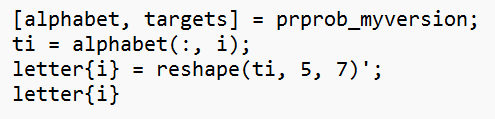 [alphabet, targets] = prprob_myversion;
ti = alphabet(:, i);
letter{i} = reshape(ti, 5, 7)';
letter{i}